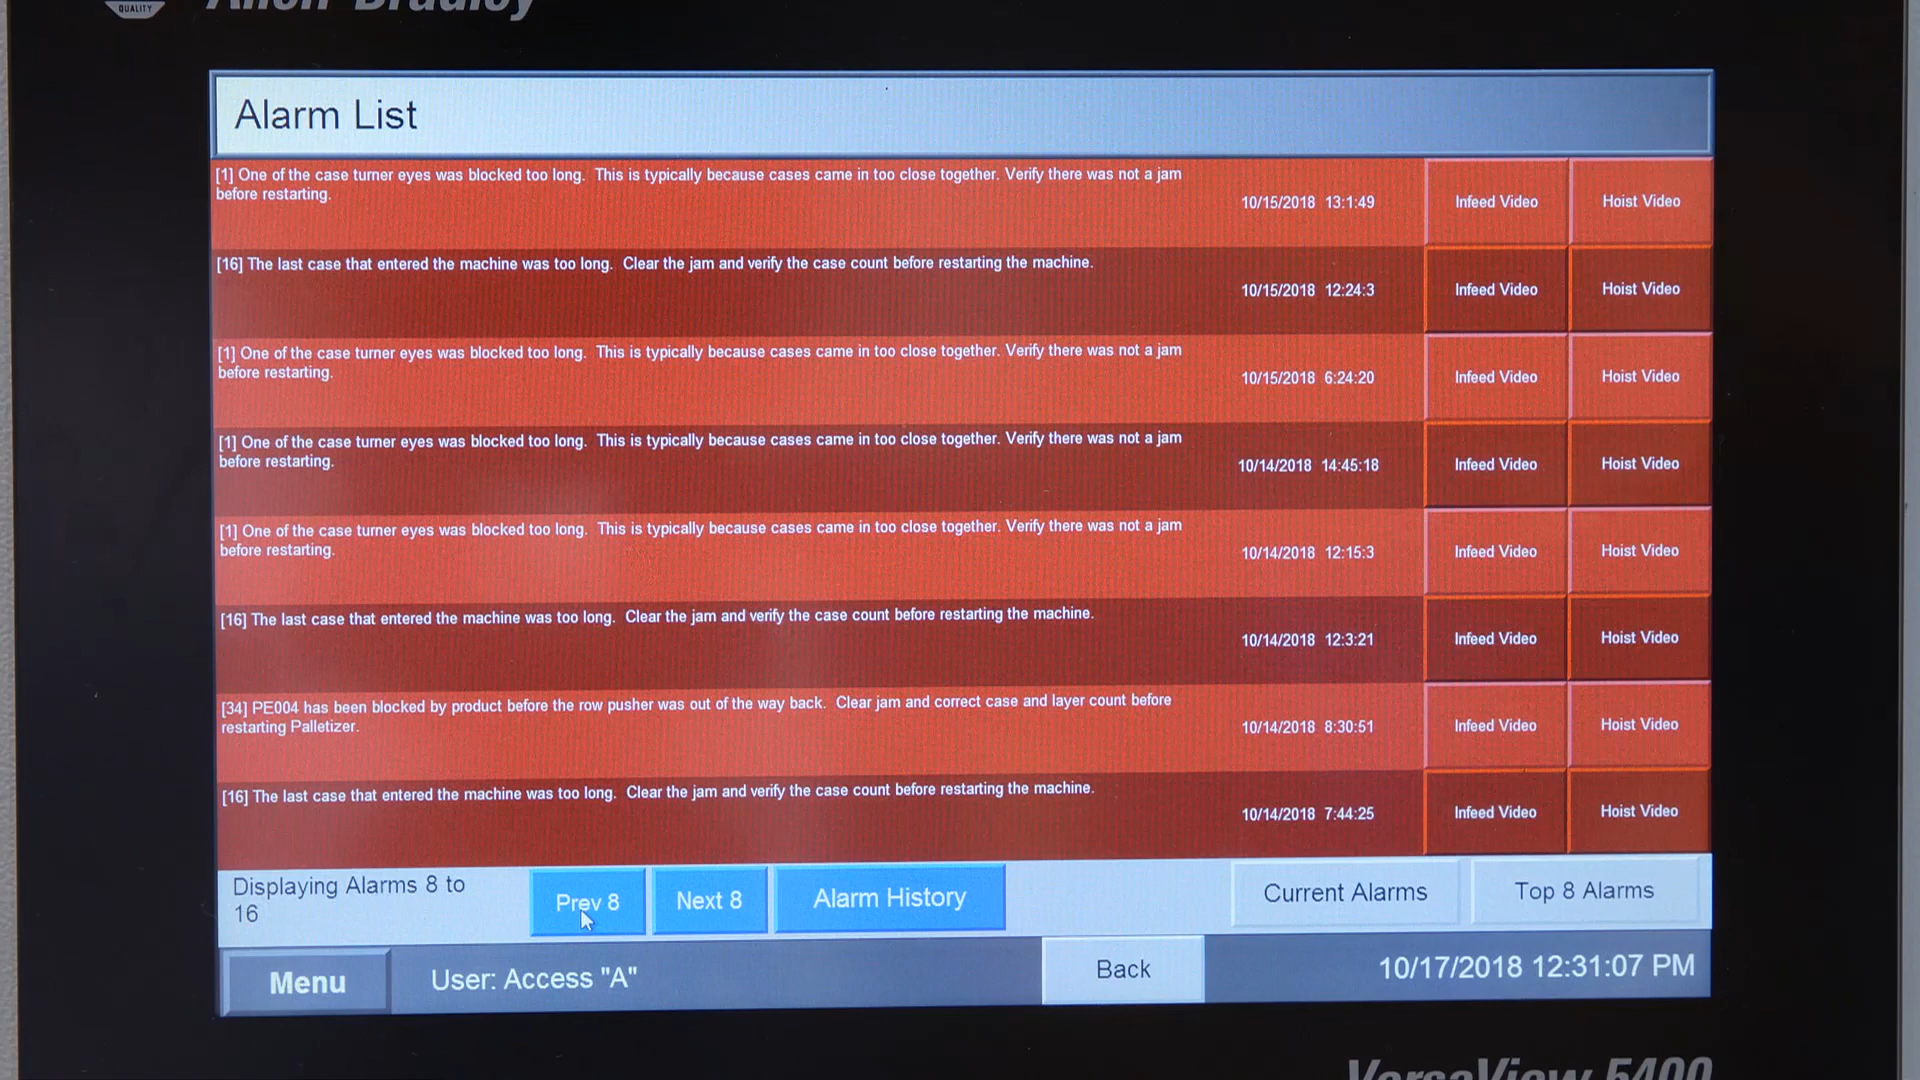 QUALITY
Allen-Bradley
Alarm List
[1] One of the case turner eyes was blocked too long.  This is typically because cases came in too close together. Verify there was not a jam
before restarting.
10/15/2018  13:1:49
Infeed Video
Hoist Video
[16] The last case that entered the machine was too long.  Clear the jam and verify the case count before restarting the machine.
10/15/2018  12:24:3
Infeed Video
Hoist Video
[1] One of the case turner eyes was blocked too long.  This is typically because cases came in too close together. Verify there was not a jam
before restarting.
10/15/2018  6:24:20
Infeed Video
Hoist Video
[1] One of the case turner eyes was blocked too long.  This is typically because cases came in too close together. Verify there was not a jam
before restarting.
10/14/2018  14:45:18
Infeed Video
Hoist Video
[1] One of the case turner eyes was blocked too long.  This is typically because cases came in too close together. Verify there was not a jam
before restarting.
10/14/2018  12:15:3
Infeed Video
Hoist Video
[16] The last case that entered the machine was too long.  Clear the jam and verify the case count before restarting the machine.
10/14/2018  12:3:21
Infeed Video
Hoist Video
[34] PE004 has been blocked by product before the row pusher was out of the way back.  Clear jam and correct case and layer count before
restarting Palletizer.
10/14/2018  8:30:51
Infeed Video
Hoist Video
[16] The last case that entered the machine was too long.  Clear the jam and verify the case count before restarting the machine.
10/14/2018  7:44:25
Infeed Video
Hoist Video
Displaying Alarms 8 to
16
Prev 8
Next 8
Alarm History
Current Alarms
Top 8 Alarms
Menu
User: Access "A"
Back
10/17/2018 12:31:07 PM
VersaView 5400